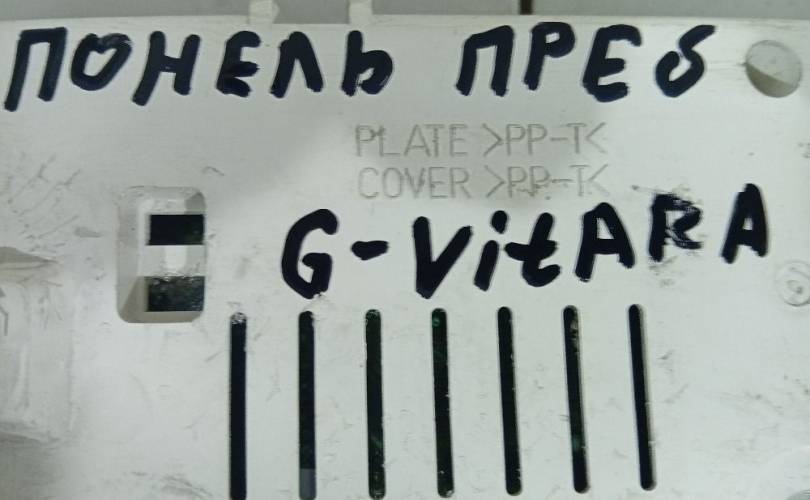 ПОНЕЛЬ ПРЕБ
PLATE >PP-T<
COVER >PP-T<
G-VitARA